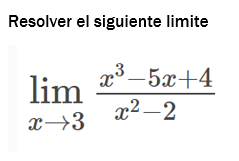 Resolver el siguiente limite
lim x→3 (x³−5x+4)/(x²−2)